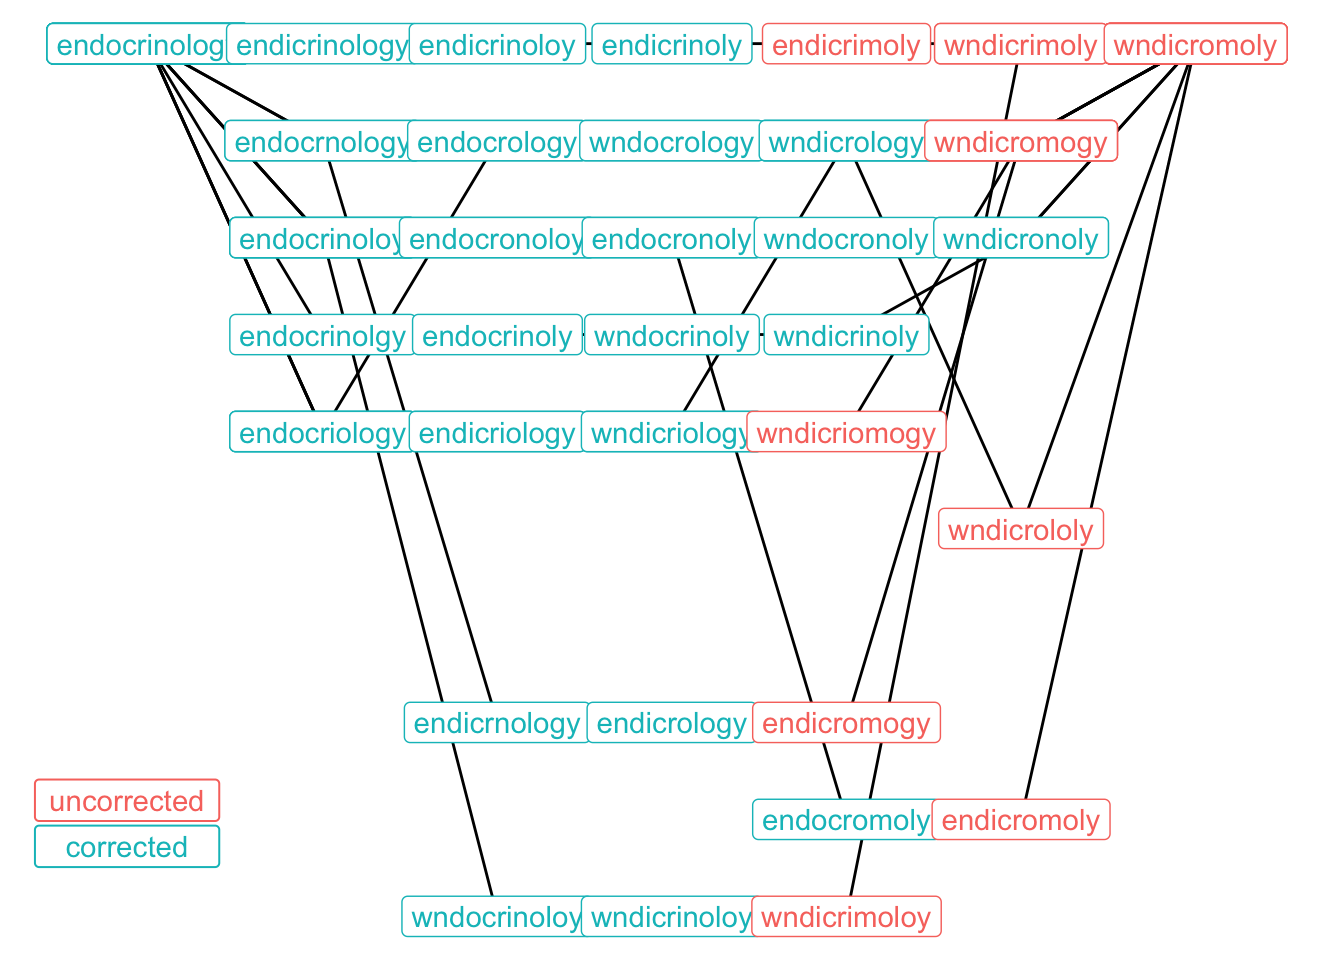 endocrinolog endicrinology endicrinoloy endicrinoly endicrimoly wndicrimoly wndicromoly
endocrnology endocrology wndocrology wndicrology wndicromogy
endocrinoloy endocronoloy endocronoly wndocronoly wndicronoly
endocrinolgy endocrinoly wndocrinoly wndicrinoly
endocriology endicriology wndicriology wndicriomogy
wndicrololy
endicrnology endicrology endicromogy
uncorrected
endocromoly endicromoly
corrected
wndocrinoloy wndicrinoloy wndicrimoloy